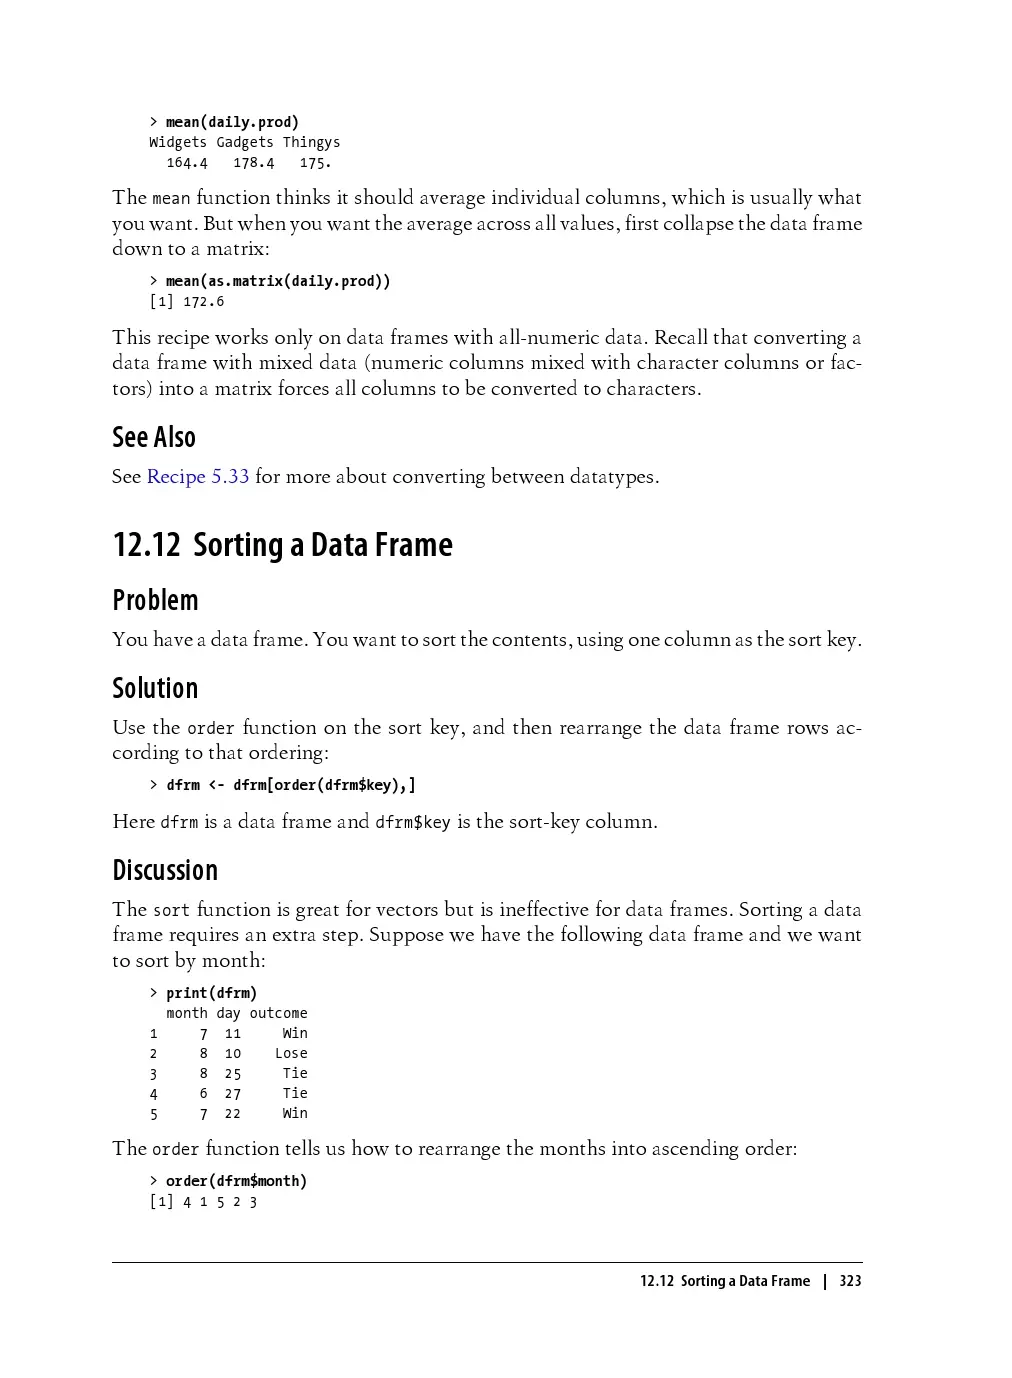 > mean(daily.prod)
Widgets Gadgets Thingys
  164.4   178.4   175.
The mean function thinks it should average individual columns, which is usually what
you want. But when you want the average across all values, first collapse the data frame
down to a matrix:
> mean(as.matrix(daily.prod))
[1] 172.6
This recipe works only on data frames with all-numeric data. Recall that converting a
data frame with mixed data (numeric columns mixed with character columns or fac-
tors) into a matrix forces all columns to be converted to characters.
See Also
See Recipe 5.33 for more about converting between datatypes.
12.12 Sorting a Data Frame
Problem
You have a data frame. You want to sort the contents, using one column as the sort key.
Solution
Use the order function on the sort key, and then rearrange the data frame rows ac-
cording to that ordering:
> dfrm <- dfrm[order(dfrm$key),]
Here dfrm is a data frame and dfrm$key is the sort-key column.
Discussion
The sort function is great for vectors but is ineffective for data frames. Sorting a data
frame requires an extra step. Suppose we have the following data frame and we want
to sort by month:
> print(dfrm)
  month day outcome
1     7  11     Win
2     8  10    Lose
3     8  25     Tie
4     6  27     Tie
5     7  22     Win
The order function tells us how to rearrange the months into ascending order:
> order(dfrm$month)
[1] 4 1 5 2 3
12.12 Sorting a Data Frame | 323